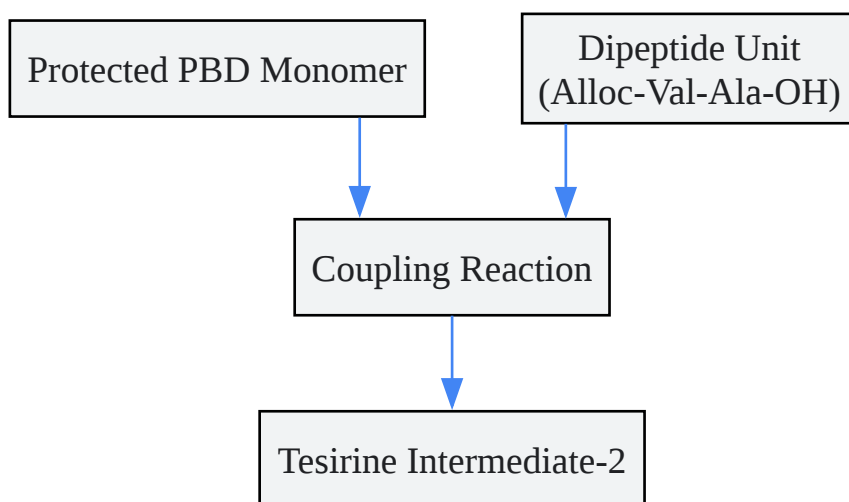 Protected PBD Monomer
Dipeptide Unit
(Alloc-Val-Ala-OH)
Coupling Reaction
Tesirine Intermediate-2